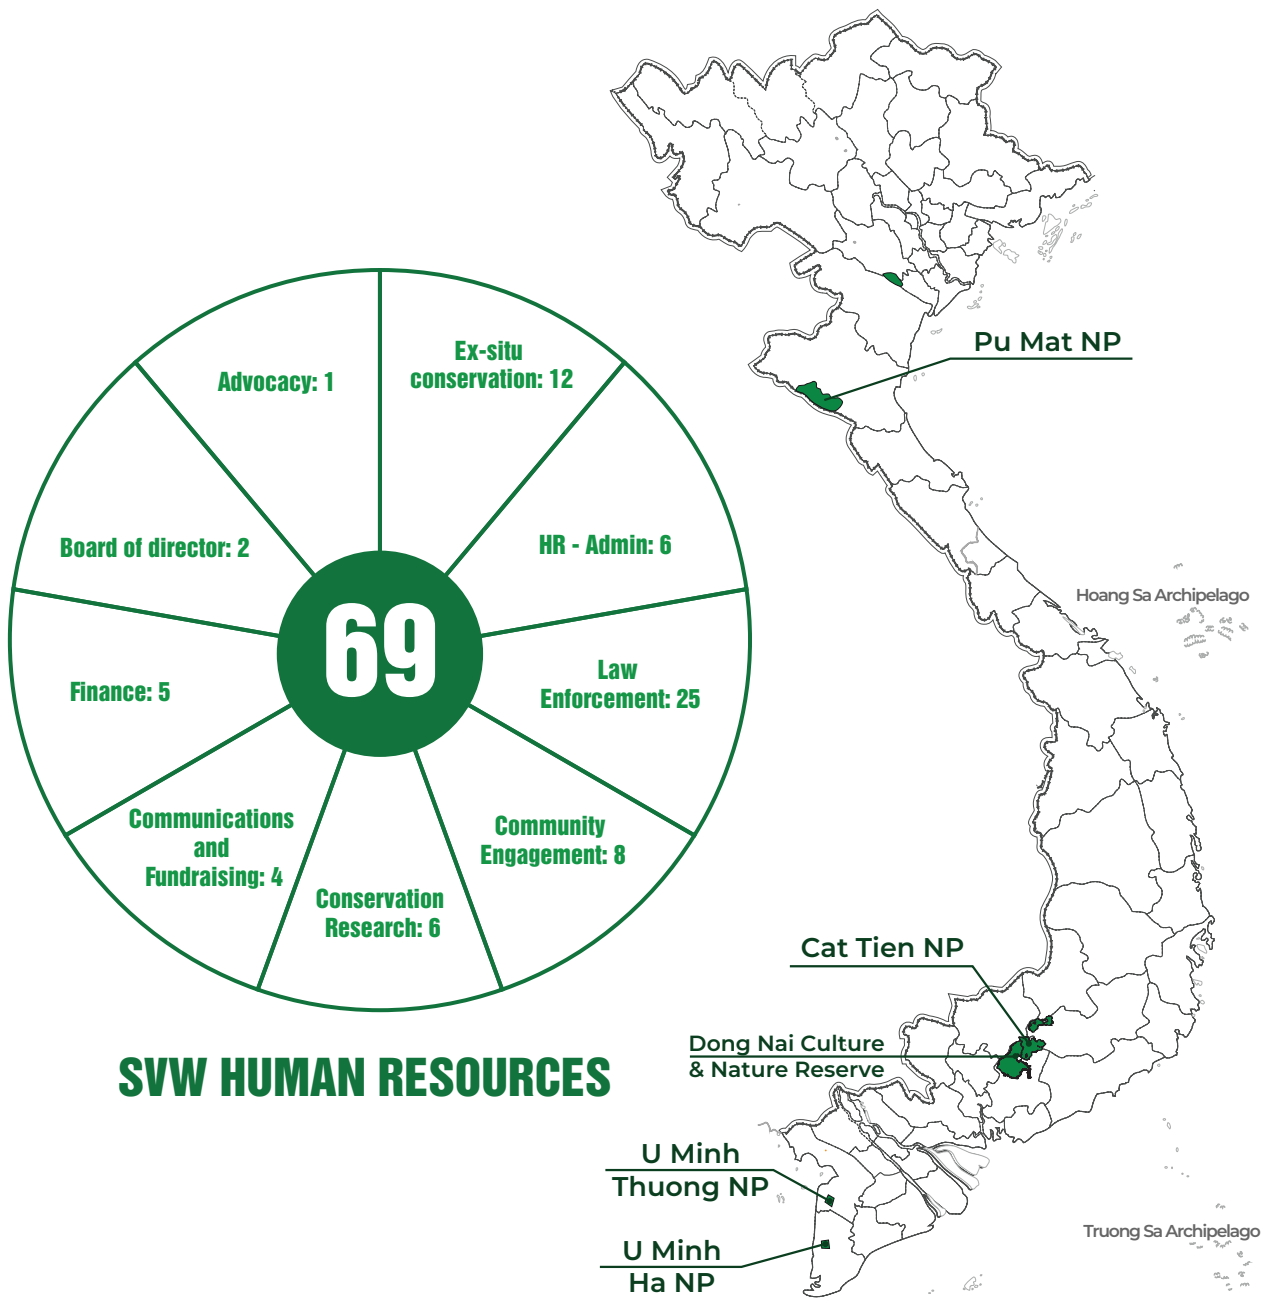 Advocacy: 1
Ex-situ
conservation: 12
HR - Admin: 6
Law
Enforcement: 25
Community
Engagement: 8
Conservation
Research: 6
Communications
and
Fundraising: 4
Finance: 5
Board of director: 2
69
SVW HUMAN RESOURCES
Pu Mat NP
Hoang Sa Archipelago
Cat Tien NP
Dong Nai Culture
& Nature Reserve
U Minh
Thuong NP
U Minh
Ha NP
Truong Sa Archipelago